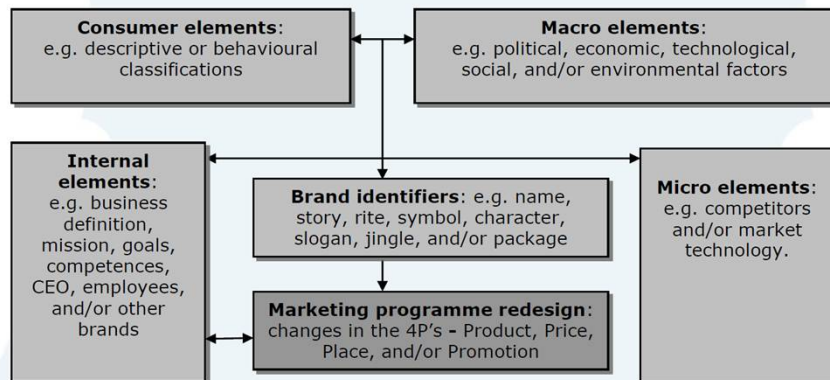 Consumer elements:
e.g. descriptive or behavioural
classifications
Macro elements:
e.g. political, economic, technological,
social, and/or environmental factors
Internal
elements:
e.g. business
definition,
mission, goals,
competences,
CEO, employees,
and/or other
brands
Brand identifiers: e.g. name,
story, rite, symbol, character,
slogan, jingle, and/or package
Micro elements:
e.g. competitors
and/or market
technology.
Marketing programme redesign:
changes in the 4P's - Product, Price,
Place, and/or Promotion